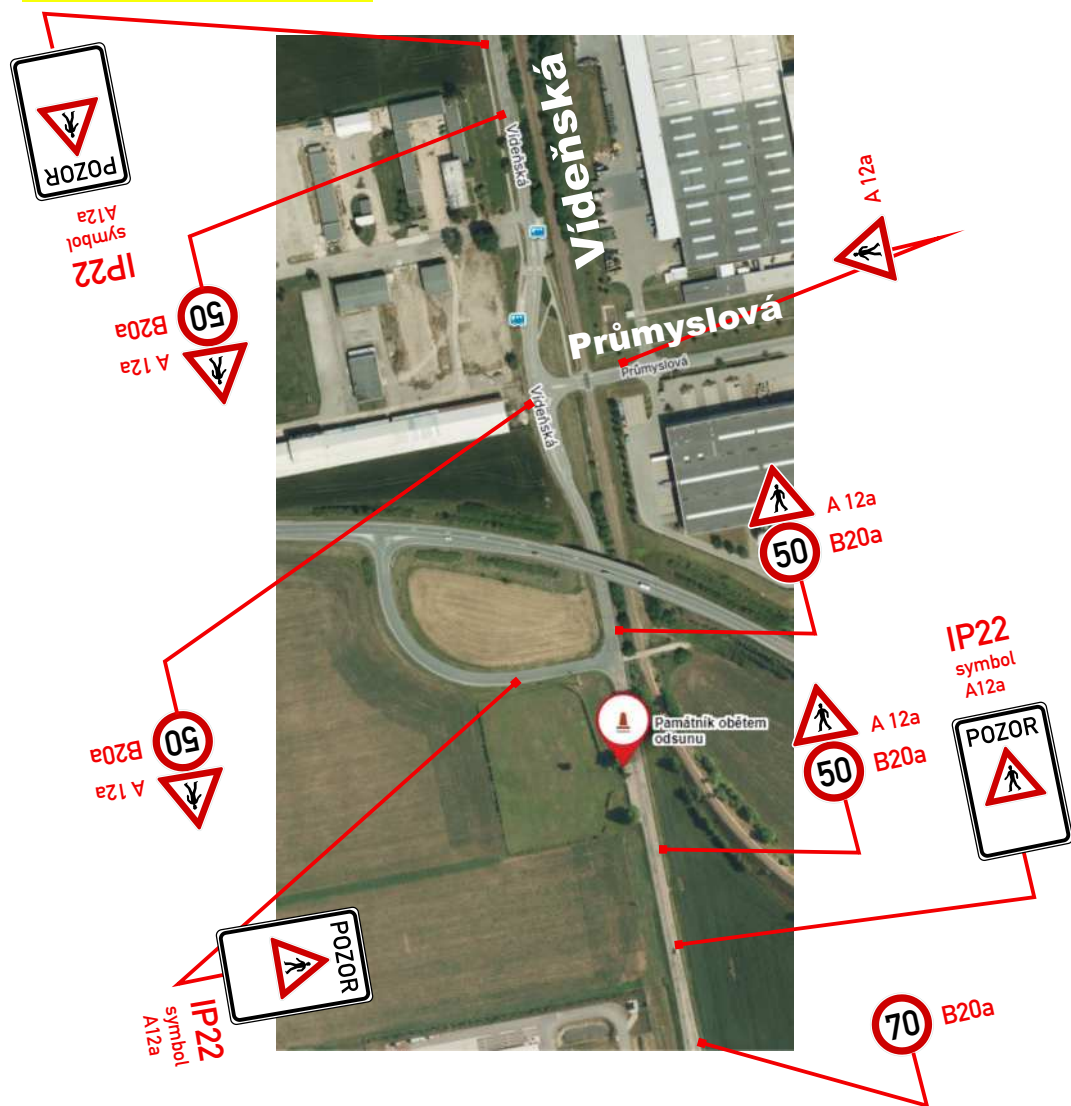 POZOR
IP22
symbol
A12a
50
B20a
A 12a
Vídeňská
Vídeňská
Průmyslová
Průmyslová
A 12a
Vídeňská
A 12a
50
B20a
50
B20a
A 12a
IP22
symbol
A12a
POZOR
Památník obětem
odsunu
A 12a
50
B20a
POZOR
IP22
symbol
A12a
70
B20a